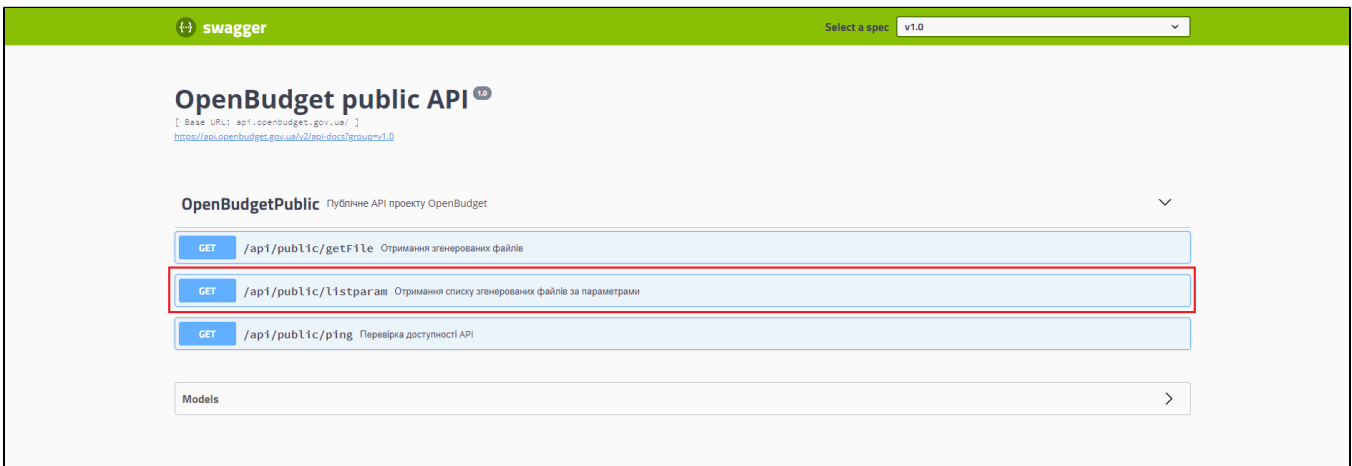 {··} swagger
Select a spec v1.0
OpenBudget public API 1.0
[ Base URL: api.openbudget.gov.ua/ ]
https://api.openbudget.gov.ua/v2/api-docs?group=v1.0
OpenBudgetPublic Публічне API проекту OpenBudget
GET /api/public/getFile Отримання згенерованих файлів
GET /api/public/listparam Отримання списку згенерованих файлів за параметрами
GET /api/public/ping Перевірка доступності API
Models